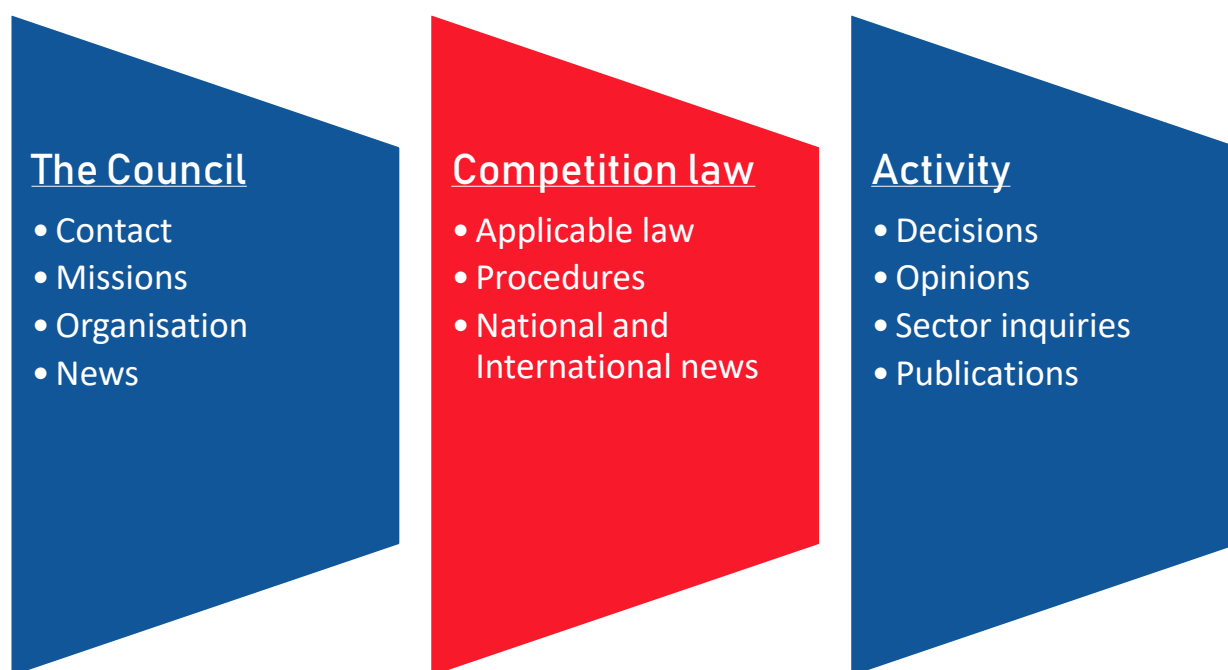 The Council
• Contact
• Missions
• Organisation
• News
Competition law
• Applicable law
• Procedures
• National and
International news
Activity
• Decisions
• Opinions
• Sector inquiries
• Publications